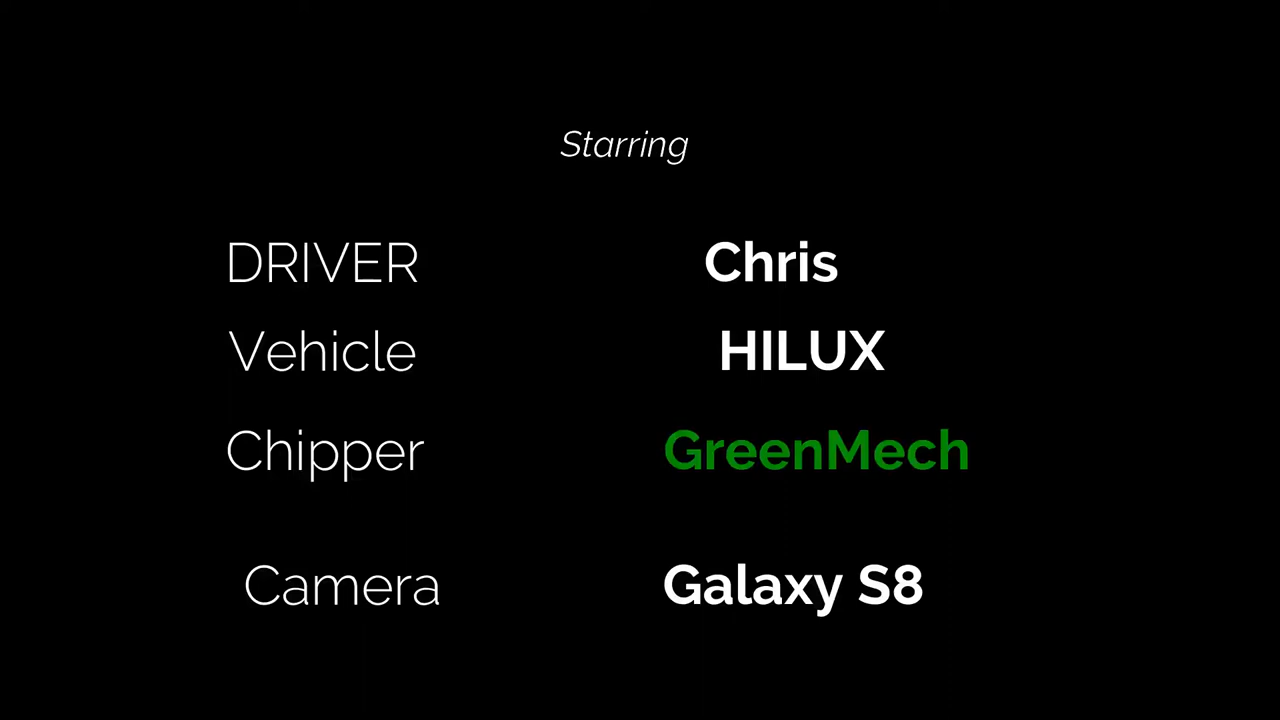 Starring
DRIVER Chris
Vehicle HILUX
Chipper GreenMech
Camera Galaxy S8